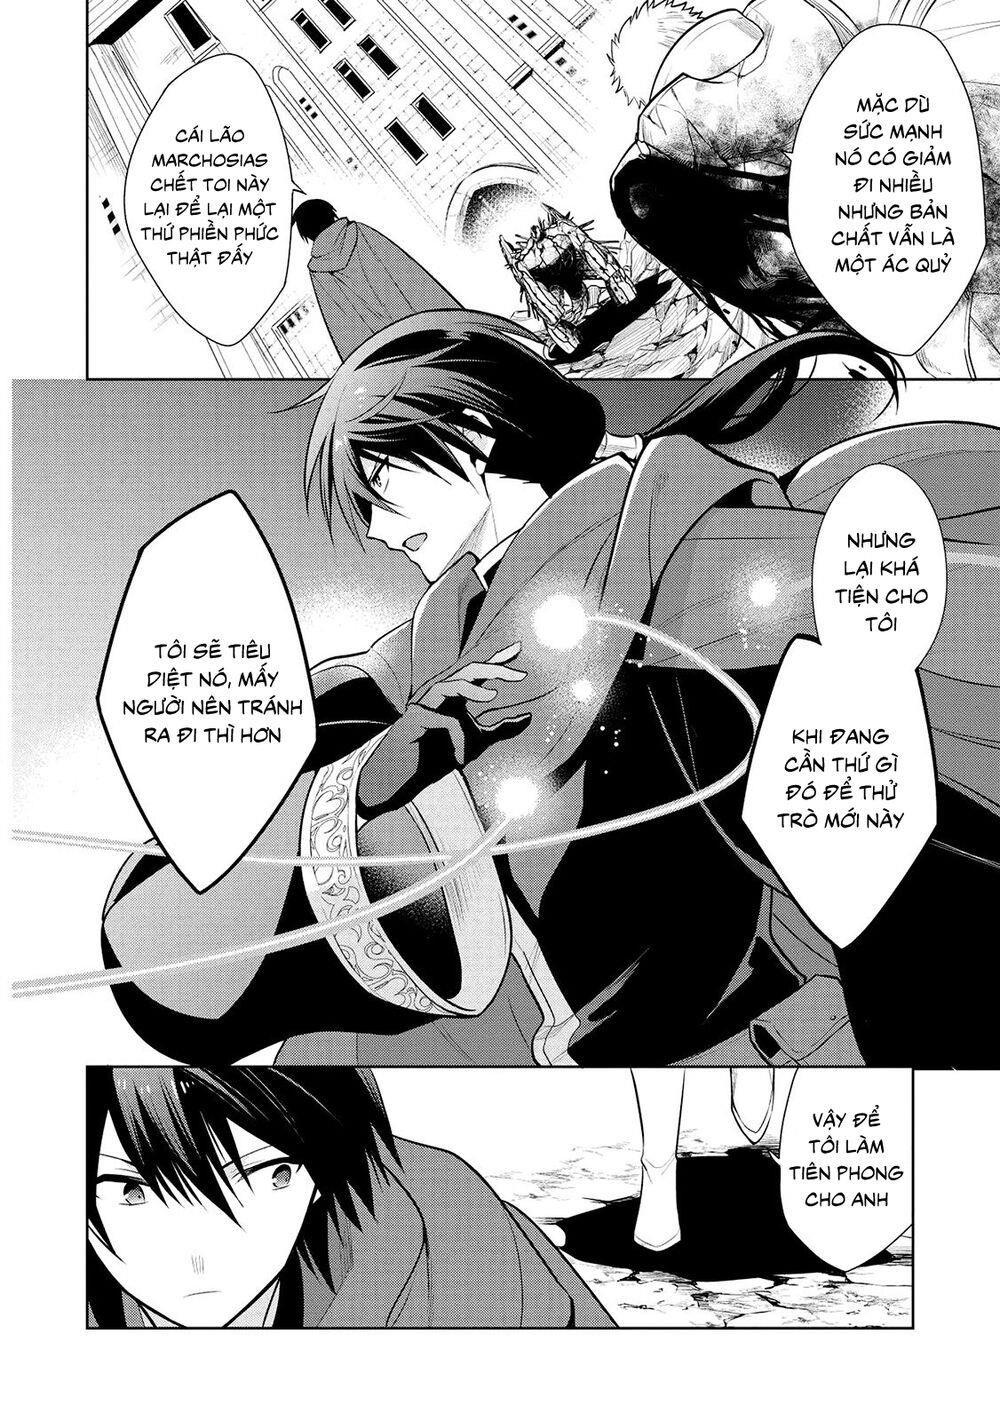 MẶC DÙ
SỨC MẠNH
NÓ CÓ GIẢM
ĐI NHIỀU
NHƯNG BẢN
CHẤT VẪN LÀ
MỘT ÁC QUỶ
CÁI LÃO
MARCHOSIAS
CHẾT TOI NÀY
LẠI ĐỂ LẠI MỘT
THỨ PHIỀN PHỨC
THẬT ĐẤY
NHƯNG
LẠI KHÁ
TIỆN CHO
TÔI
KHI ĐANG
CẦN THỨ GÌ
ĐÓ ĐỂ THỬ
TRÒ MỚI NÀY
TÔI SẼ TIÊU
DIỆT NÓ, MẤY
NGƯỜI NÊN TRÁNH
RA ĐI THÌ HƠN
VẬY ĐỂ
TÔI LÀM
TIÊN PHONG
CHO ANH